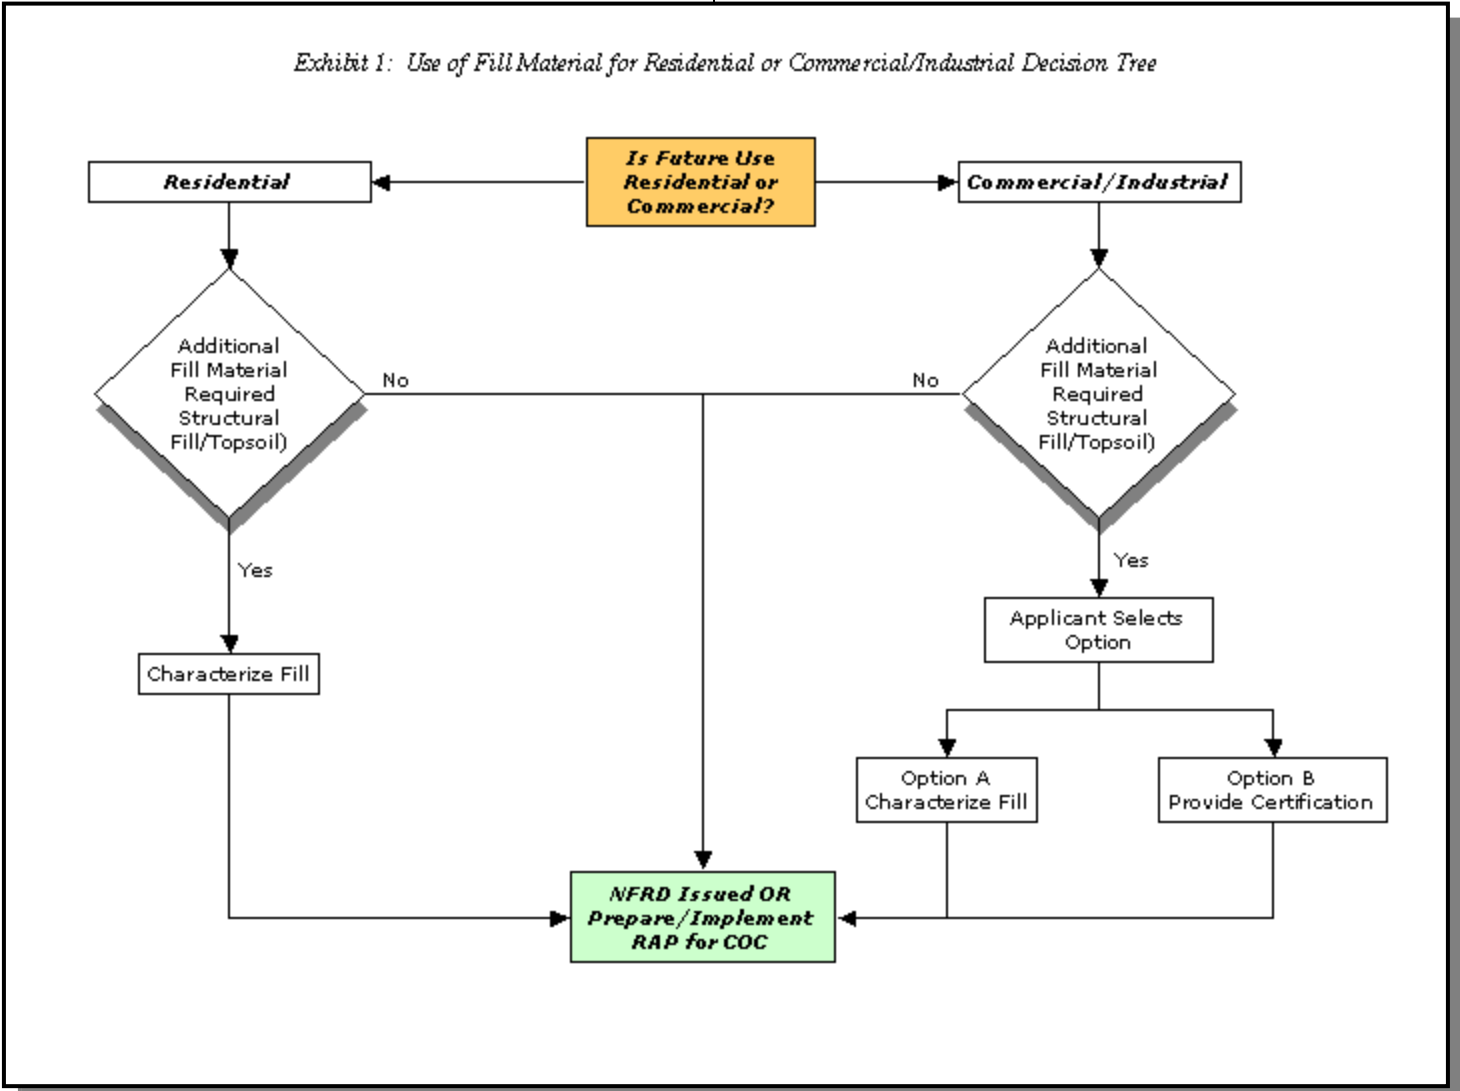 Exhibit 1: Use of Fill Material for Residential or Commercial/Industrial Decision Tree
Is Future Use
Residential or
Commercial?
Residential
Commercial/Industrial
Additional
Fill Material
Required
Structural
Fill/Topsoil)
No
No
Additional
Fill Material
Required
Structural
Fill/Topsoil)
Yes
Yes
Applicant Selects
Option
Characterize Fill
Option A
Characterize Fill
Option B
Provide Certification
NFRD Issued OR
Prepare/Implement
RAP for COC